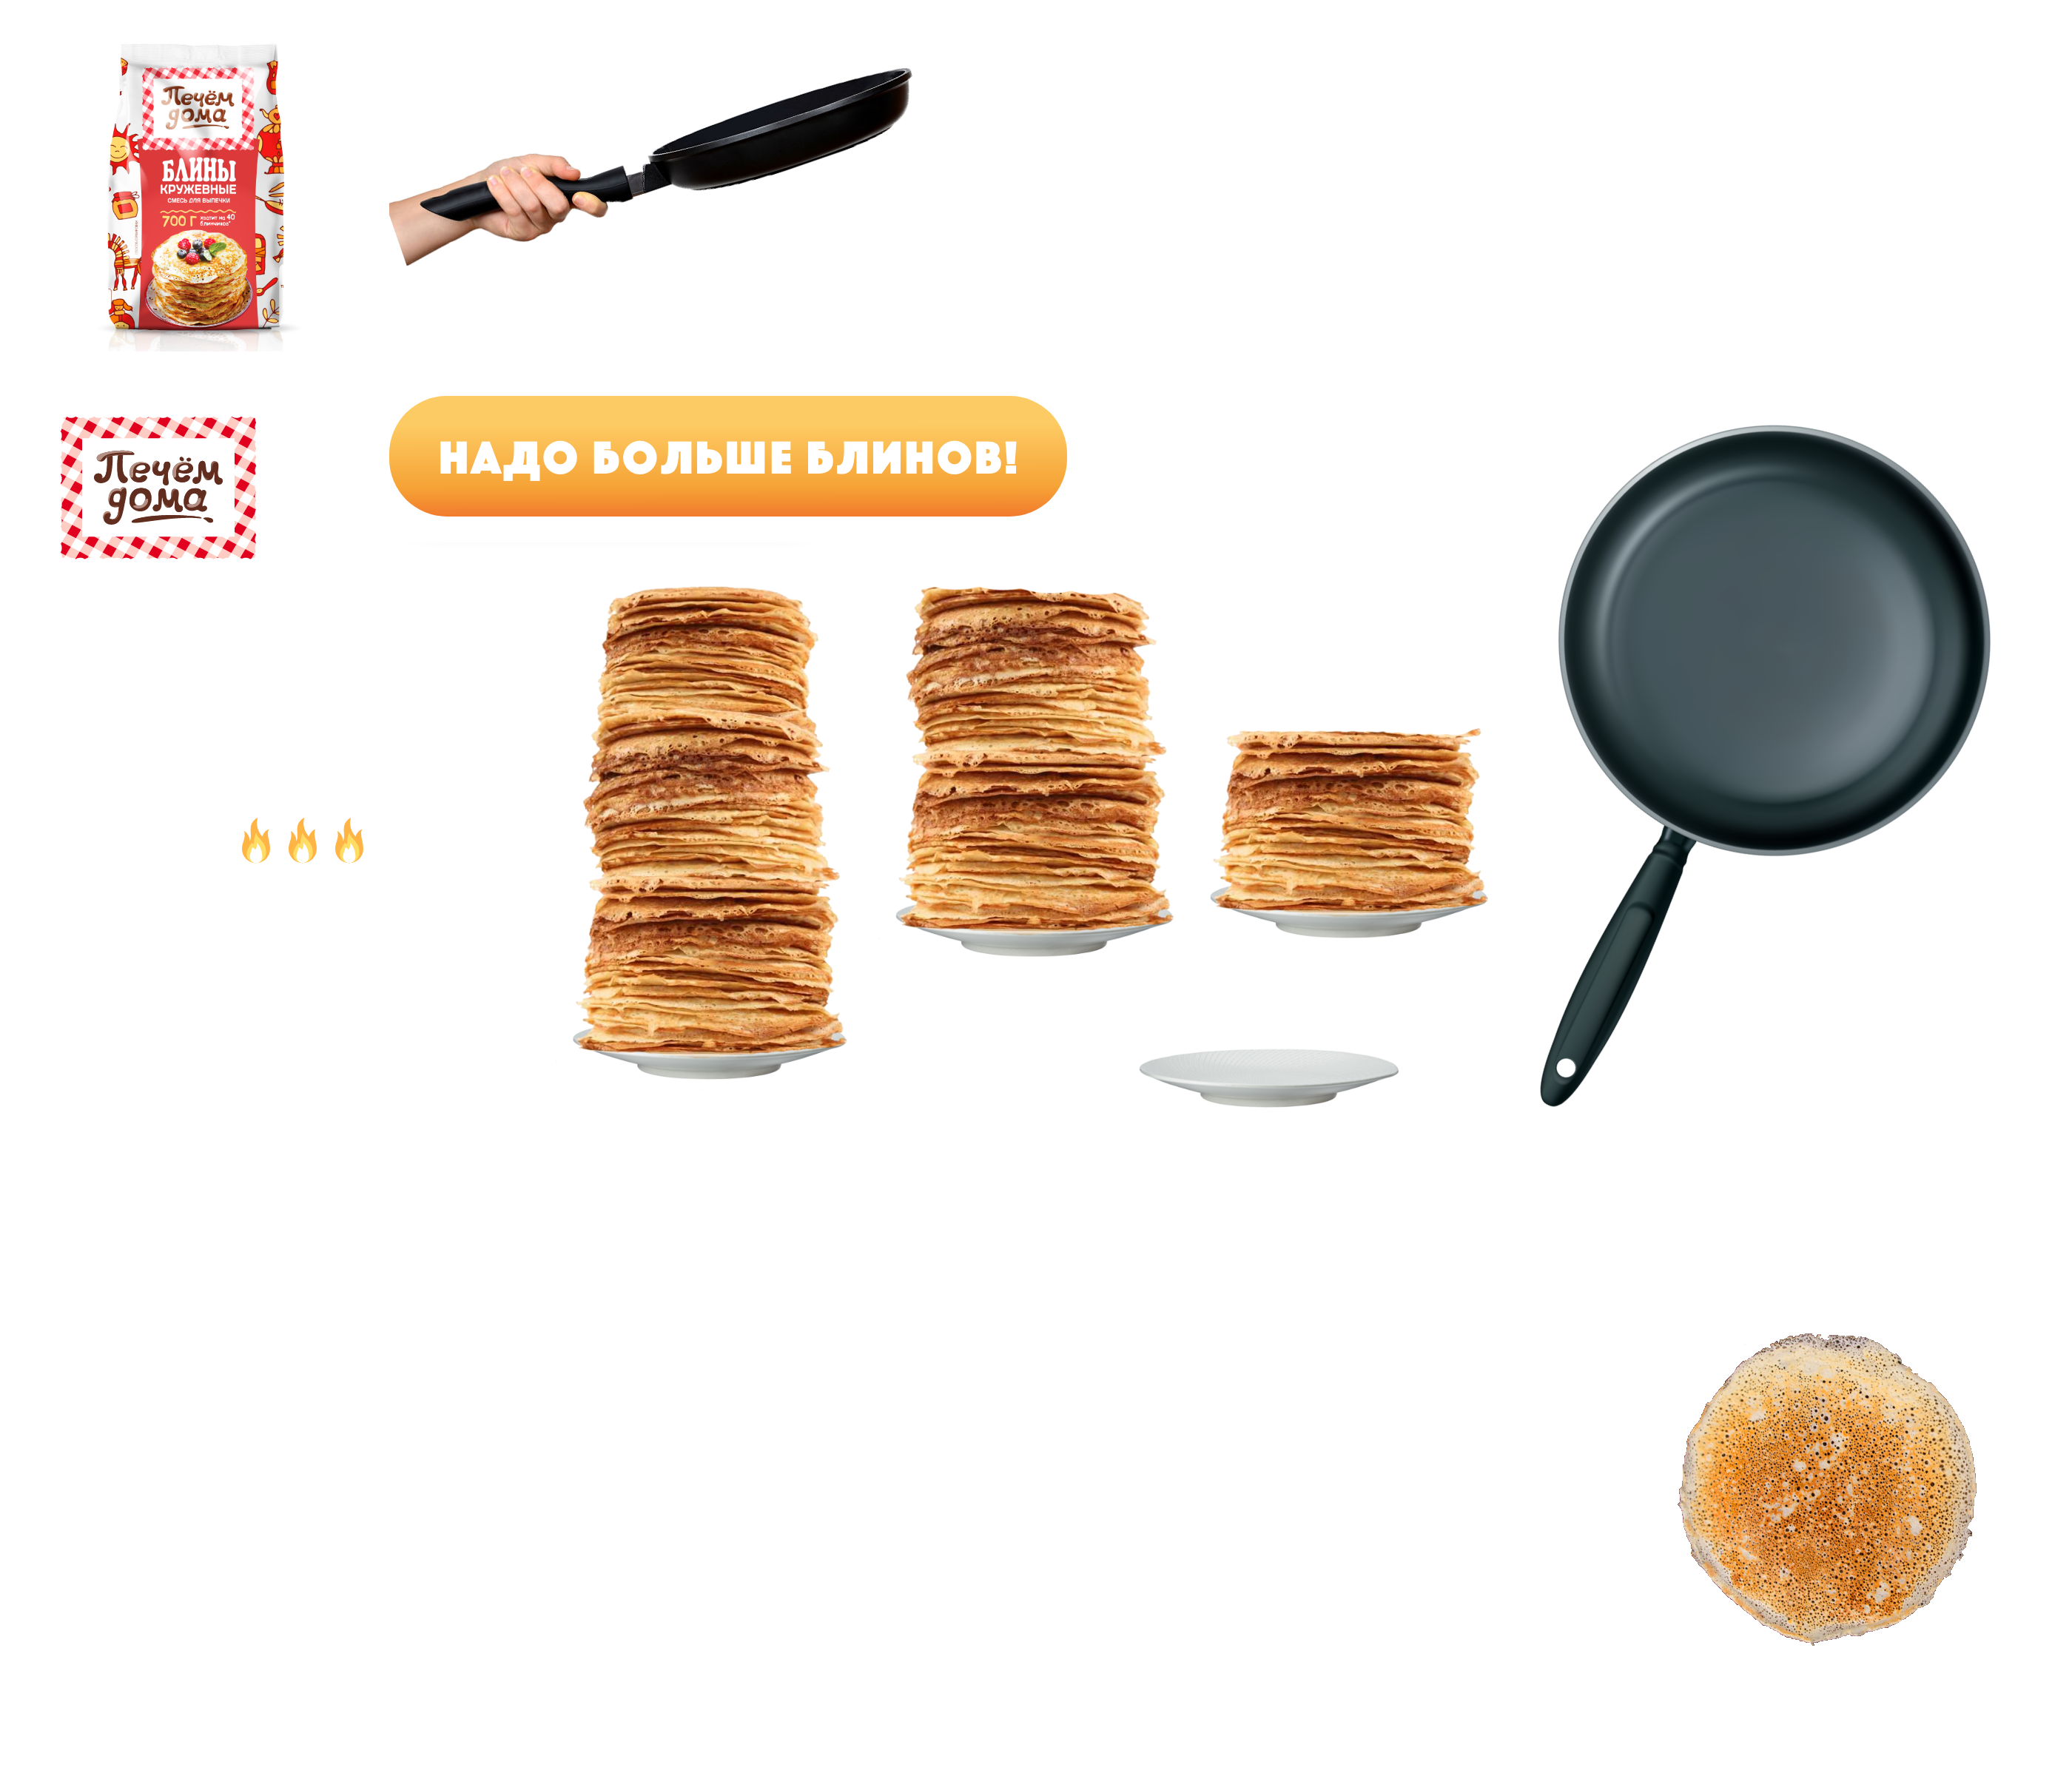 Печём
дома
БЛИНЫ
КРУЖЕВНЫЕ
СМЕСЬ ДЛЯ ВЫПЕЧКИ
700 Г хватит на 40
блинчиков*
Печём
дома
НАДО БОЛЬШЕ БЛИНОВ!